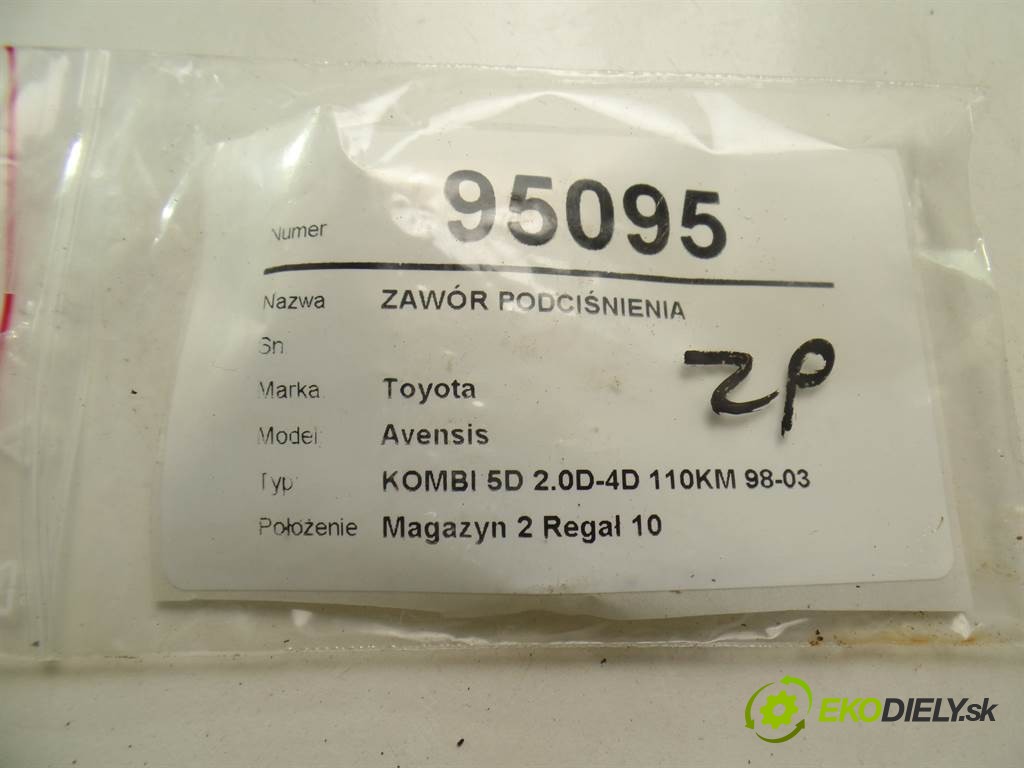 Numer 95095
Nazwa ZAWÓR PODCIŚNIENIA
Sn
ZP
Marka Toyota
Model: Avensis
Typ KOMBI 5D 2.0D-4D 110KM 98-03
Położenie Magazyn 2 Regał 10
EKODIELY.sk